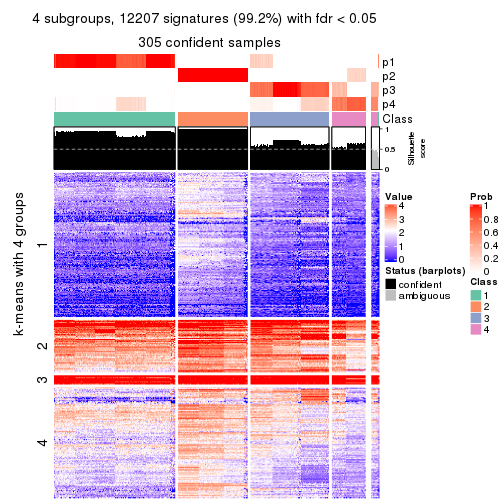 4 subgroups, 12207 signatures (99.2%) with fdr < 0.05
305 confident samples
p1
p2
p3
p4
Class
1
0.5
0
Silhouette
score
k-means with 4 groups
1
2
3
4
Value
4
3
2
1
0
Prob
1
0.8
0.6
0.4
0.2
0
Status (barplots)
confident
ambiguous
Class
1
2
3
4